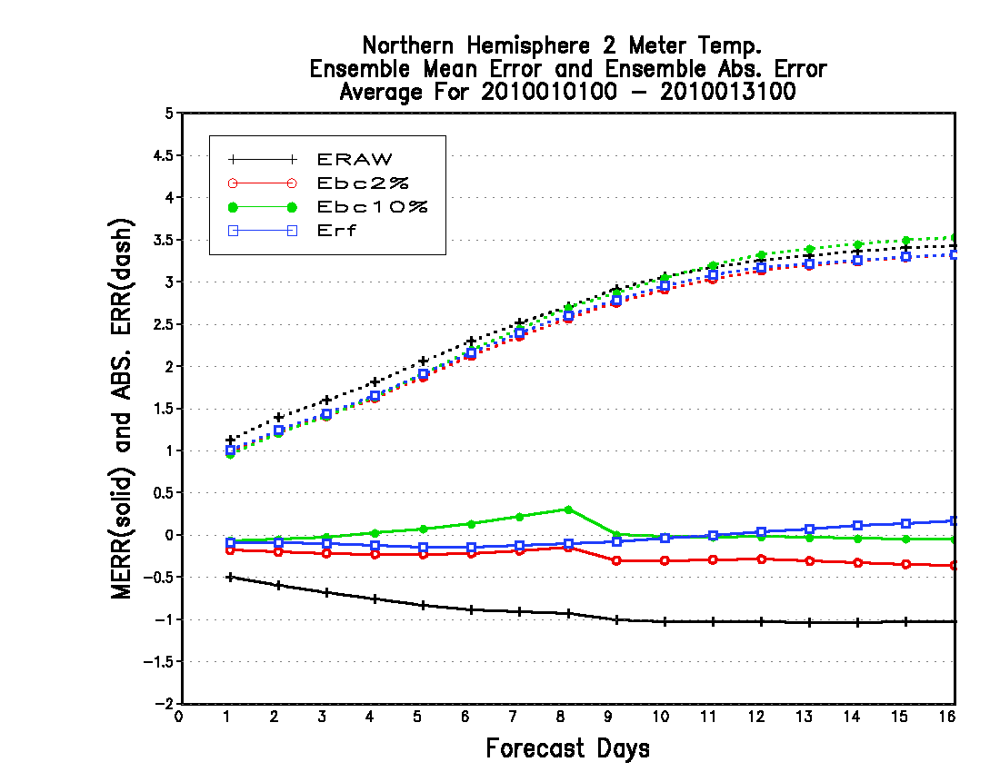 Northern Hemisphere 2 Meter Temp.
Ensemble Mean Error and Ensemble Abs. Error
Average For 2010010100 – 2010013100
ERAW
Ebc2%
Ebc10%
Erf
MERR(solid) and ABS. ERR(dash)
5
4.5
4
3.5
3
2.5
2
1.5
1
0.5
0
−0.5
−1
−1.5
−2
0 1 2 3 4 5 6 7 8 9 10 11 12 13 14 15 16
Forecast Days